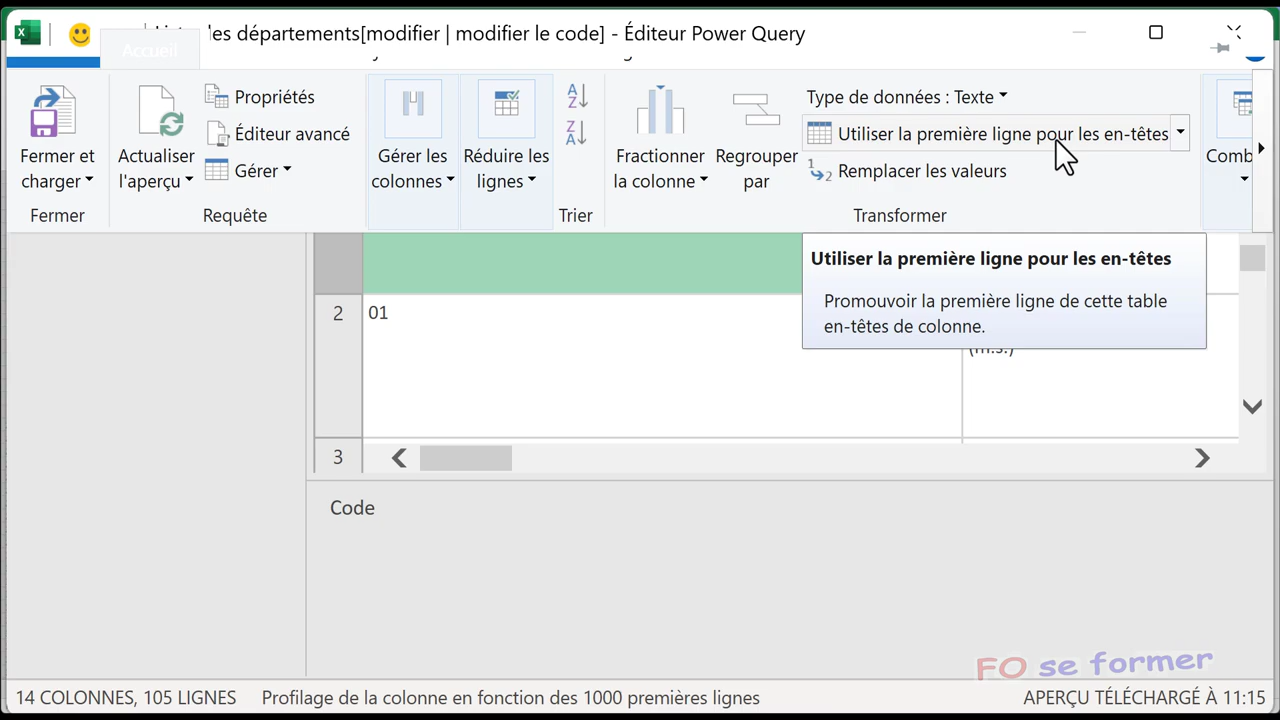 des départements[modifier | modifier le code] - Éditeur Power Query
Accueil
Fermer et
charger
Fermer
Actualiser
l'aperçu
Propriétés
Éditeur avancé
Gérer
Requête
Gérer les
colonnes
Réduire les
lignes
A
Z
Z
A
Trier
Fractionner
la colonne
Regrouper
par
Type de données : Texte
Utiliser la première ligne pour les en-têtes
1
2
Remplacer les valeurs
Transformer
Comb
Utiliser la première ligne pour les en-têtes
Promouvoir la première ligne de cette table
en-têtes de colonne.
2
01
(m.s.)
3
Code
FO se former
14 COLONNES, 105 LIGNES
Profilage de la colonne en fonction des 1000 premières lignes
APERÇU TÉLÉCHARGÉ À 11:15